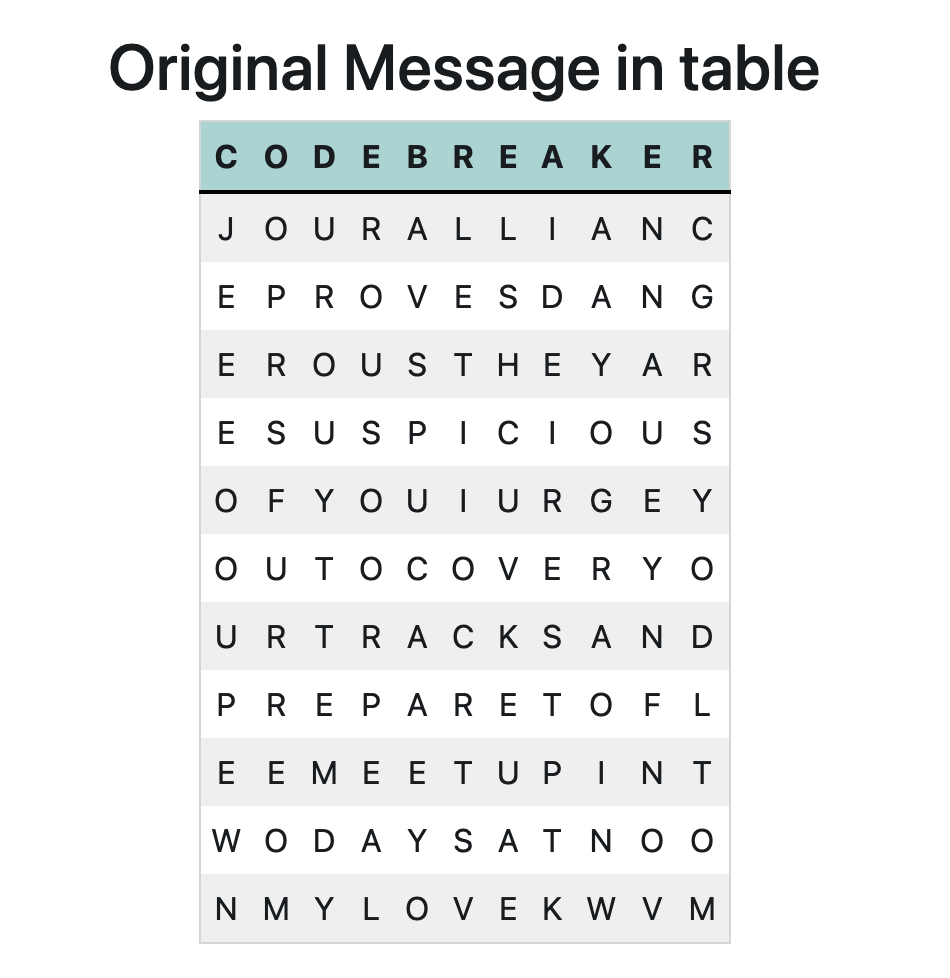 Original Message in table
C O D E B R E A K E R
J O U R A L L I A N C
E P R O V E S D A N G
E R O U S T H E Y A R
E S U S P I C I O U S
O F Y O U I U R G E Y
O U T O C O V E R Y O
U R T R A C K S A N D
P R E P A R E T O F L
E E M E E T U P I N T
W O D A Y S A T N O O
N M Y L O V E K W V M